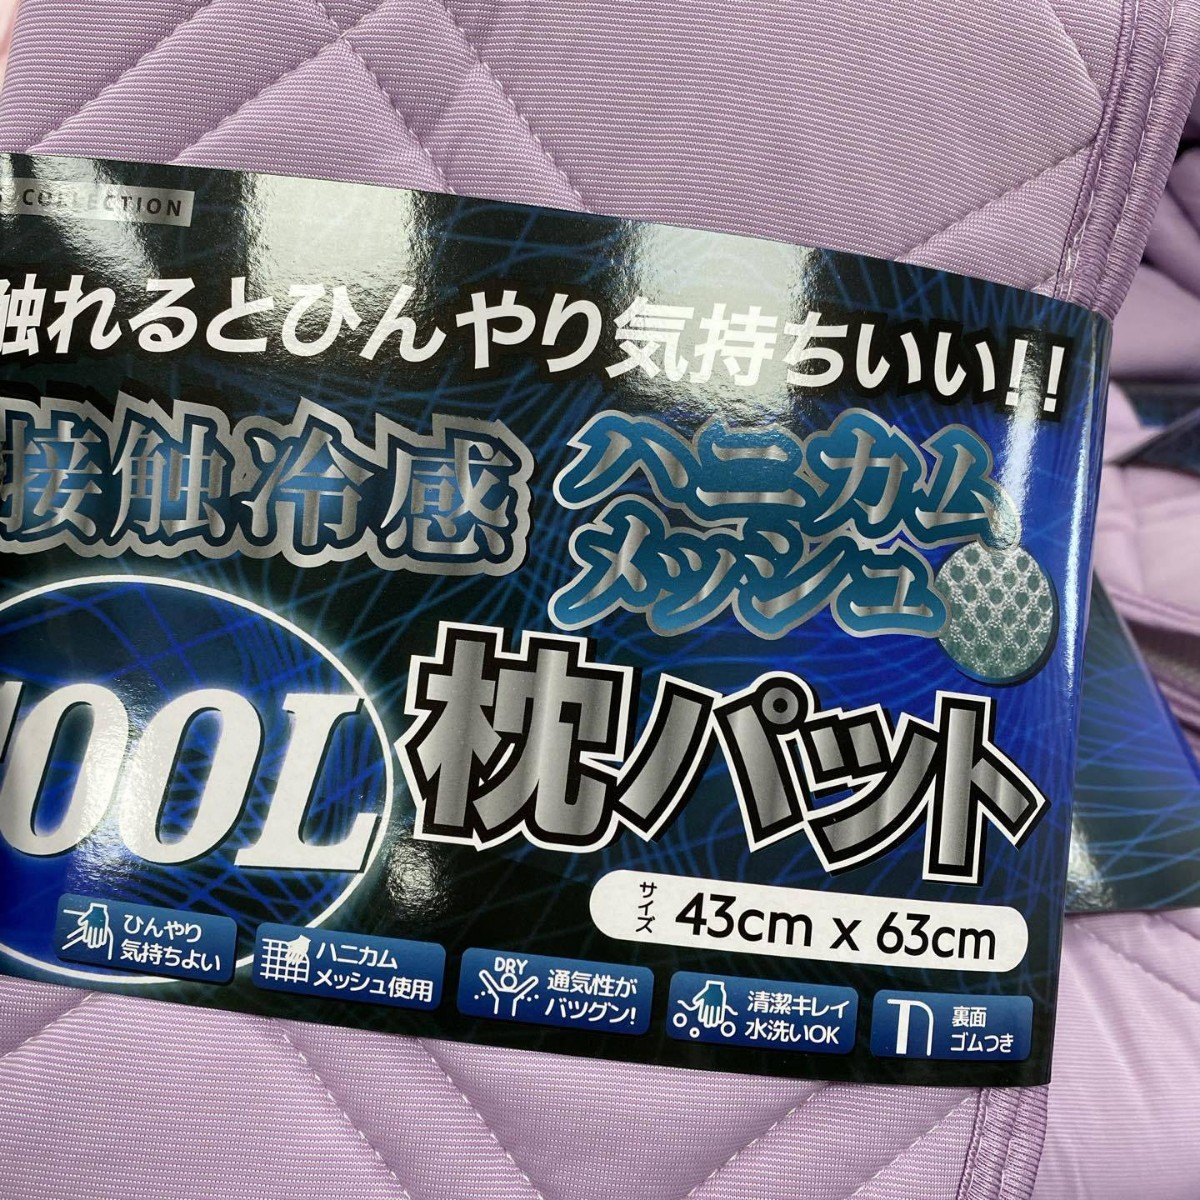 COLLECTION
触れるとひんやり気持ちいい!!
接触冷感
ハニカム
メッシュ
COOL
枕パット
サイズ 43cm x 63cm
ひんやり
気持ちよい
ハニカム
メッシュ使用
DRY
通気性が
バツグン!
清潔キレイ
水洗いOK
裏面
ゴムつき